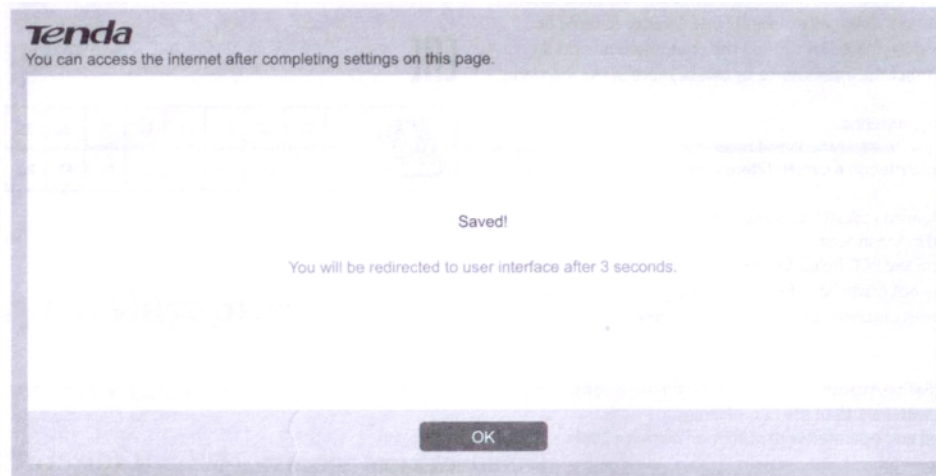 Tenda
You can access the internet after completing settings on this page.
Saved!
You will be redirected to user interface after 3 seconds.
OK